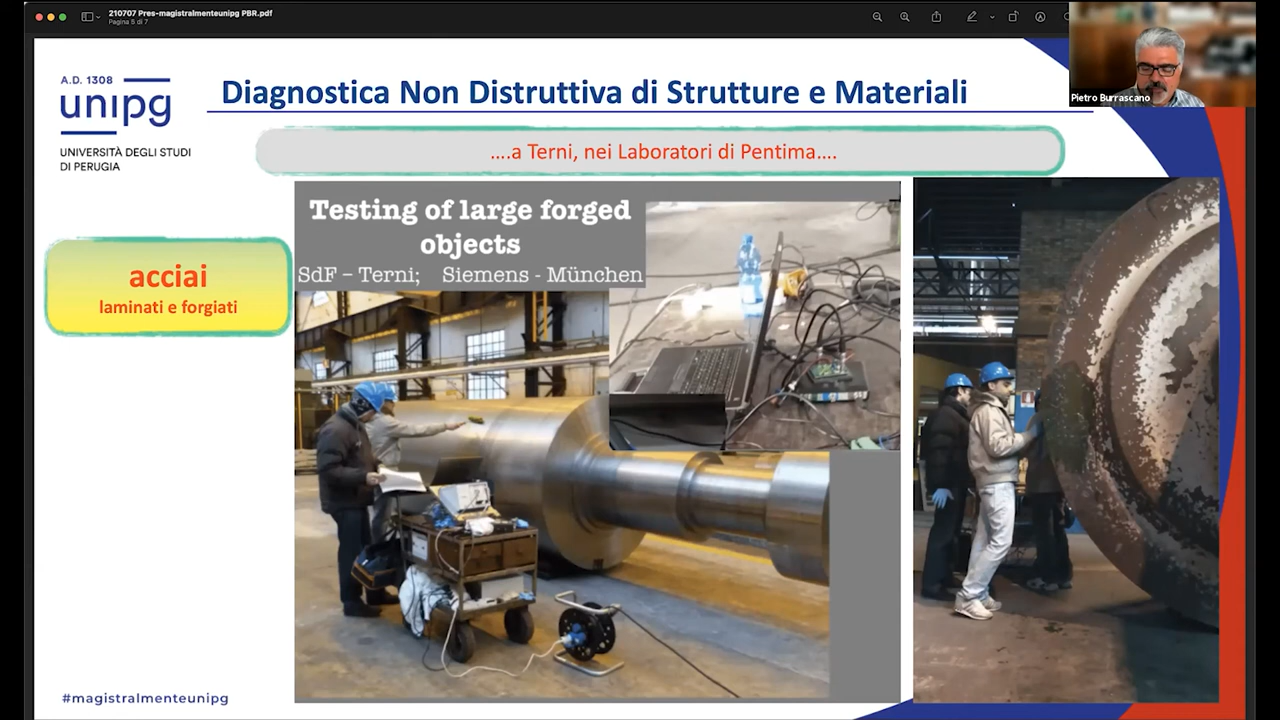 210707 Pres-magistralmenteunipg PBR.pdf
Pagina 5 di 7
Pietro Burrascano
A.D. 1308
unipg
UNIVERSITÀ DEGLI STUDI
DI PERUGIA
Diagnostica Non Distruttiva di Strutture e Materiali
....a Terni, nei Laboratori di Pentima....
Testing of large forged
objects
SdF – Terni; Siemens - München
acciai
laminati e forgiati
#magistralmenteunipg